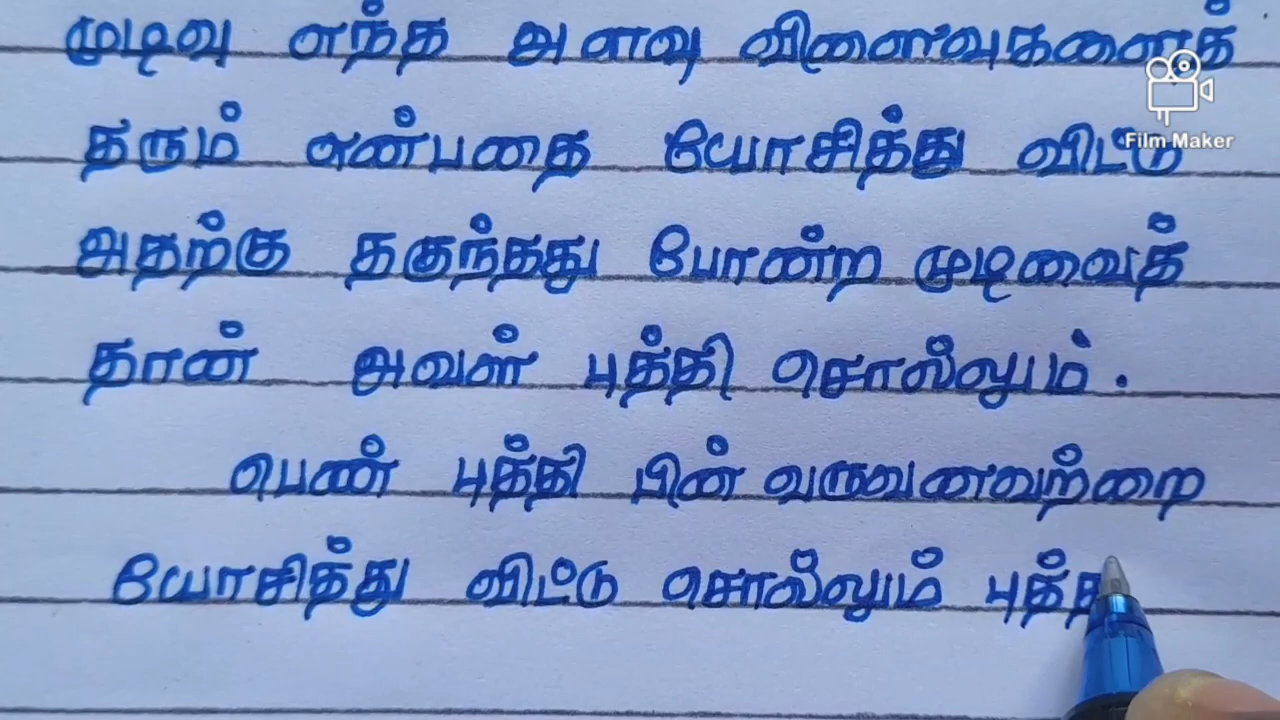 முடிவு எந்த அளவு விளைவுகளைத்
தரும் என்பதை யோசித்து விட்டு
அதற்கு தகுந்தது போன்ற முடிவைத்
தான் அவள் புத்தி சொல்லும்.
பெண் புத்தி பின் வருவனவற்றை
யோசித்து விட்டு சொல்லும் புத்த
Film Maker